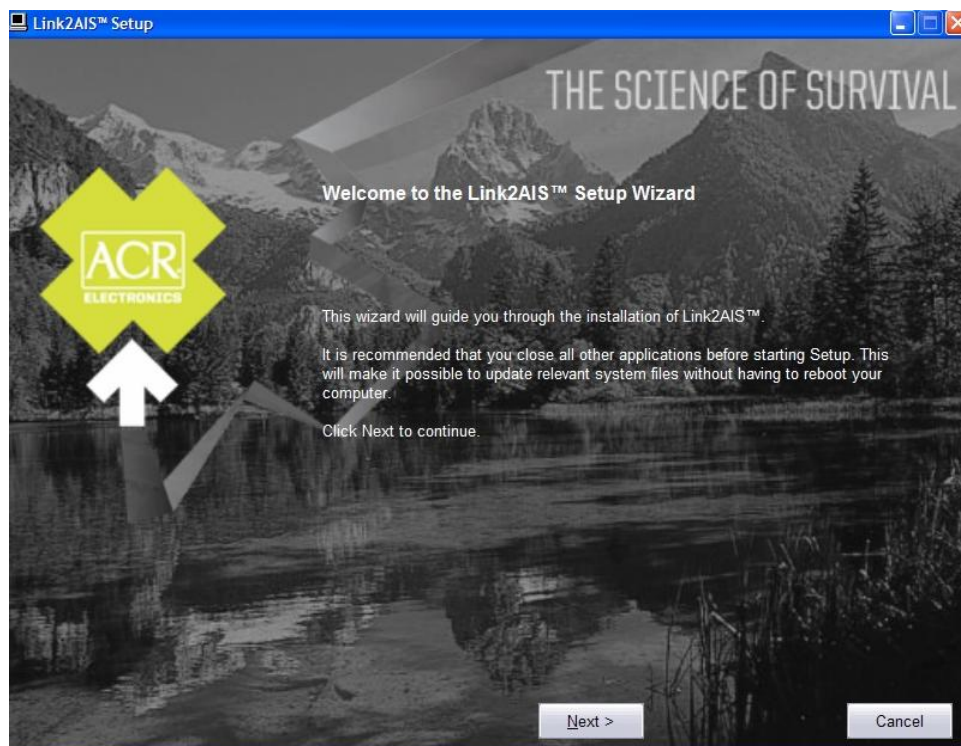 Link2AIS™ Setup
THE SCIENCE OF SURVIVAL
Welcome to the Link2AIS™ Setup Wizard
ACR
ELECTRONICS
This wizard will guide you through the installation of Link2AIS™.
It is recommended that you close all other applications before starting Setup. This
will make it possible to update relevant system files without having to reboot your
computer.
Click Next to continue.
Next >
Cancel